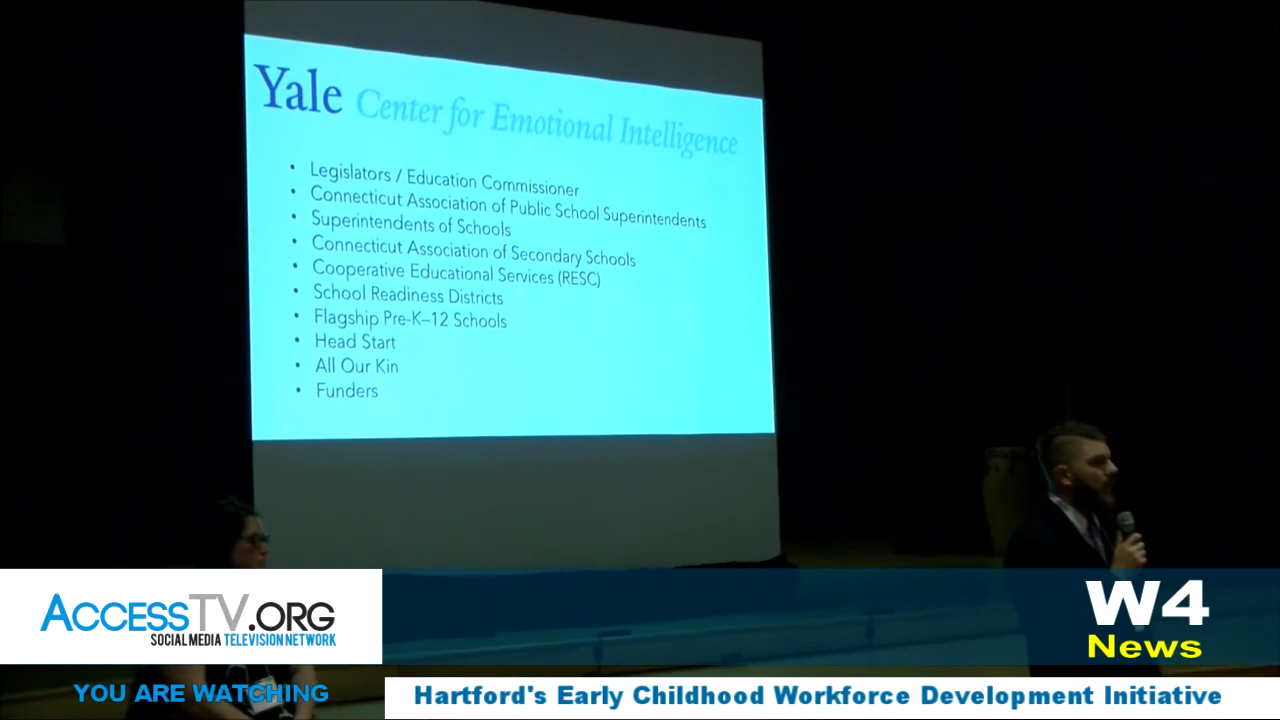 Yale Center for Emotional Intelligence
• Legislators / Education Commissioner
• Connecticut Association of Public School Superintendents
• Superintendents of Schools
• Connecticut Association of Secondary Schools
• Cooperative Educational Services (RESC)
• School Readiness Districts
• Flagship Pre-K–12 Schools
• Head Start
• All Our Kin
• Funders
ACCESSTV.ORG
SOCIAL MEDIA TELEVISION NETWORK
W4
News
YOU ARE WATCHING
Hartford's Early Childhood Workforce Development Initiative